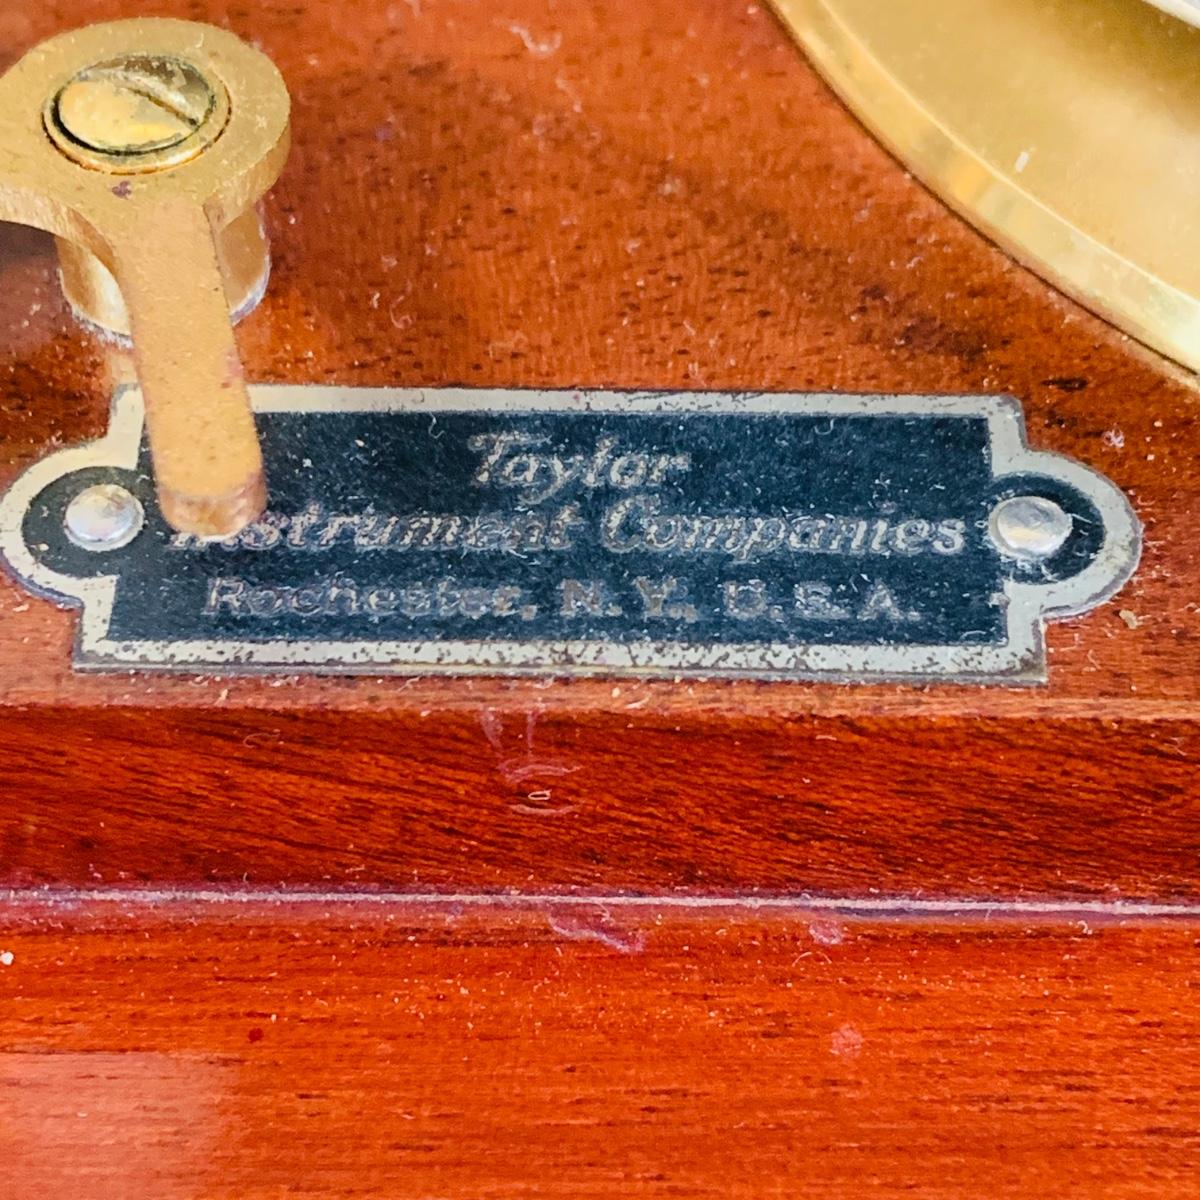 Taylor
Instrument Companies
Rochester, N.Y., U.S.A.